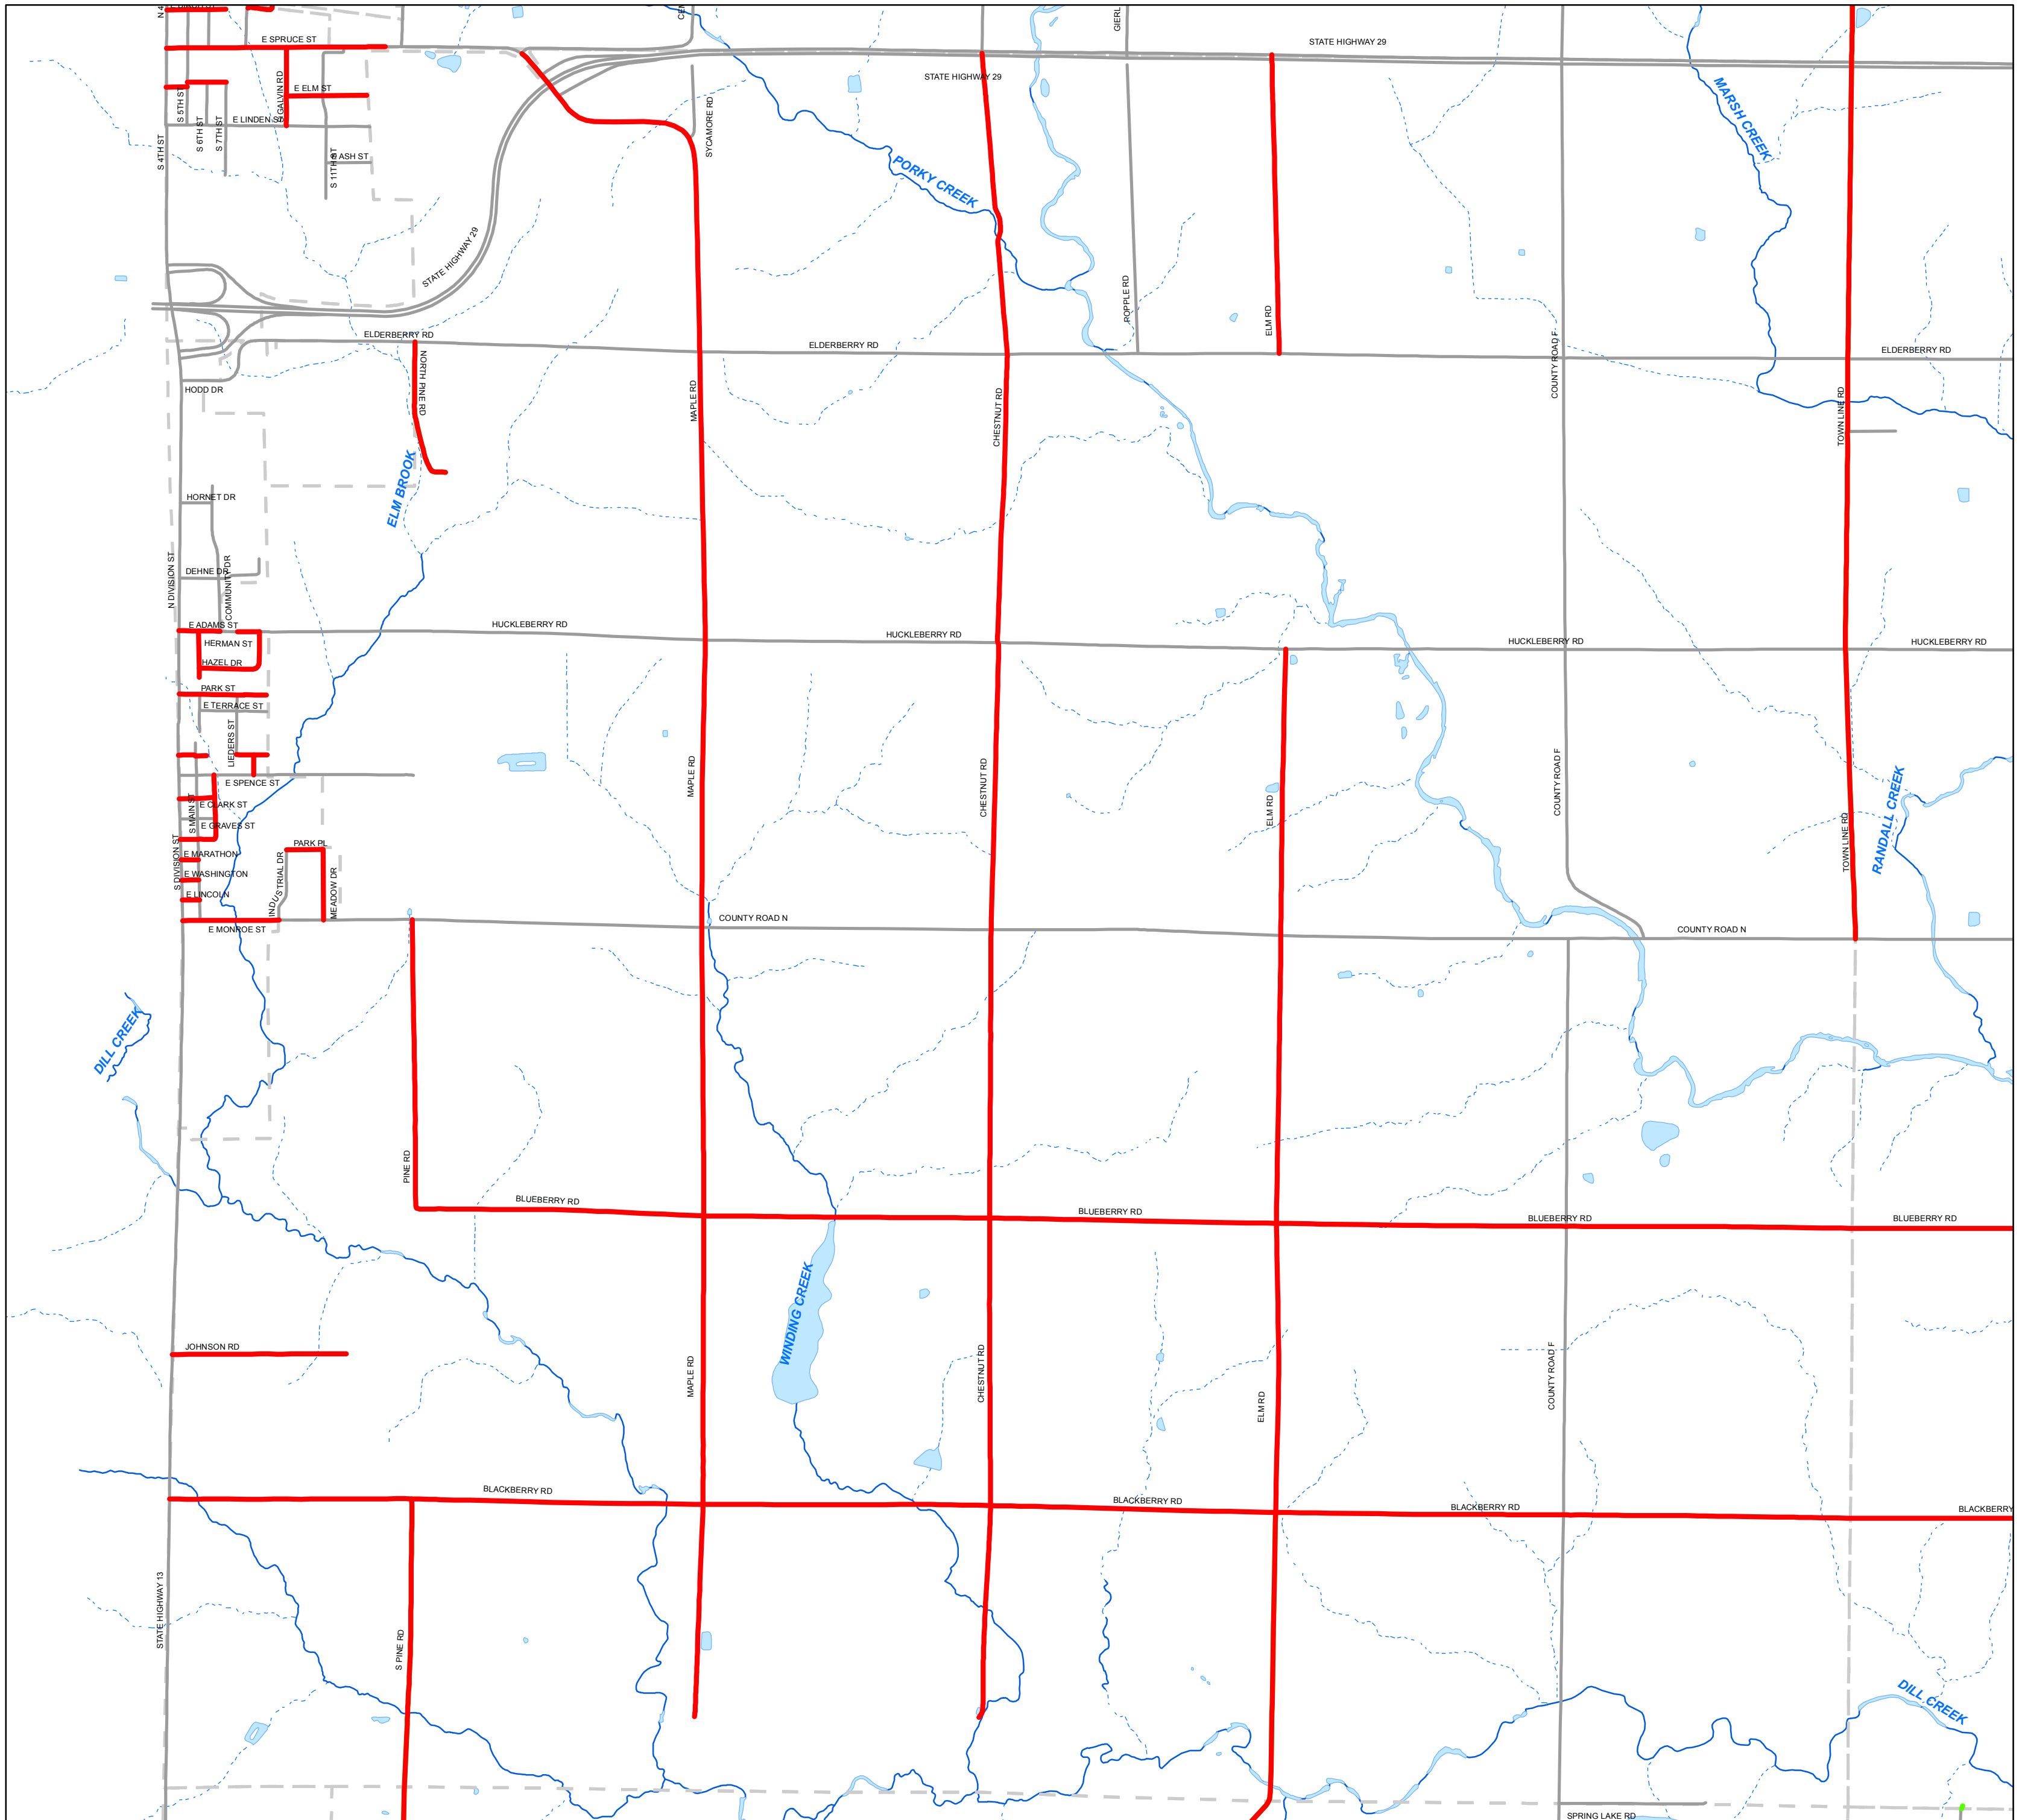 E SPRUCE ST
S GALVIN RD
E ELM ST
S 5TH ST
S 6TH ST
S 7TH ST
E LINDEN ST
S 4TH ST
E ASH ST
S 11TH ST
STATE HIGHWAY 29
STATE HIGHWAY 29
STATE HIGHWAY 29
SYCAMORE RD
GIERL
MARSH CREEK
PORKY CREEK
POPPLE RD
ELM RD
COUNTY ROAD F
ELDERBERRY RD
ELDERBERRY RD
ELDERBERRY RD
HODD DR
NORTH PINE RD
MAPLE RD
CHESTNUT RD
TOWN LINE RD
ELM BROOK
HORNET DR
DEHNE DR
COMMUNITY DR
N DIVISION ST
E ADAMS ST
HERMAN ST
HAZEL DR
HUCKLEBERRY RD
HUCKLEBERRY RD
HUCKLEBERRY RD
HUCKLEBERRY RD
PARK ST
E TERRACE ST
LIEDERS ST
E SPENCE ST
S MAIN ST
E CLARK ST
E GRAVES ST
MAPLE RD
CHESTNUT RD
ELM RD
COUNTY ROAD F
TOWN LINE RD
RANDALL CREEK
PARK PL
S DIVISION ST
E MARATHON
E WASHINGTON
E LINCOLN
INDUSTRIAL DR
MEADOW DR
E MONROE ST
COUNTY ROAD N
COUNTY ROAD N
DILL CREEK
PINE RD
BLUEBERRY RD
BLUEBERRY RD
BLUEBERRY RD
BLUEBERRY RD
WINDING CREEK
JOHNSON RD
MAPLE RD
CHESTNUT RD
ELM RD
COUNTY ROAD F
BLACKBERRY RD
BLACKBERRY RD
BLACKBERRY RD
BLACKBERRY
STATE HIGHWAY 13
S PINE RD
DILL CREEK
SPRING LAKE RD